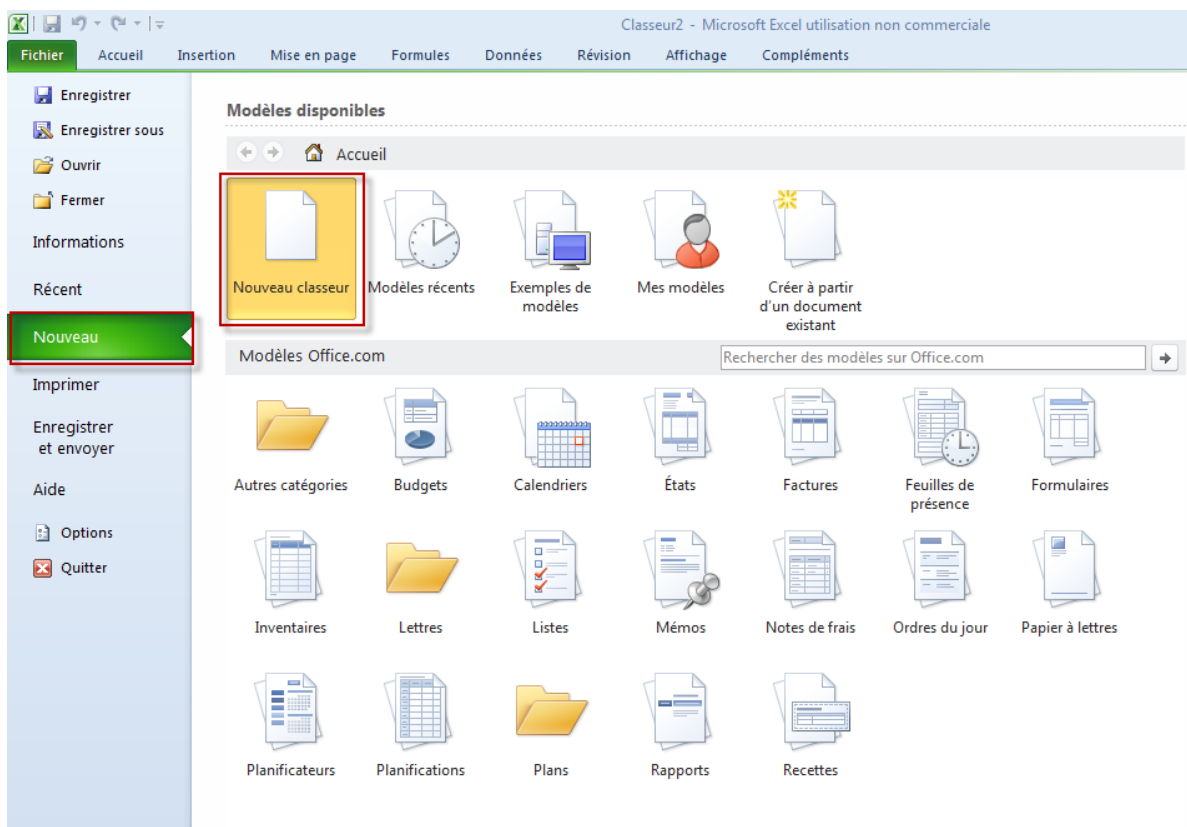 Classeur2 - Microsoft Excel utilisation non commerciale
Fichier Accueil Insertion Mise en page Formules Données Révision Affichage Compléments
Enregistrer
Enregistrer sous
Ouvrir
Fermer
Informations
Récent
Nouveau
Imprimer
Enregistrer
et envoyer
Aide
Options
Quitter
Modèles disponibles
Accueil
Nouveau classeur Modèles récents Exemples de Mes modèles Créer à partir
modèles d'un document
existant
Modèles Office.com Rechercher des modèles sur Office.com
Autres catégories Budgets Calendriers États Factures Feuilles de Formulaires
présence
Inventaires Lettres Listes Mémos Notes de frais Ordres du jour Papier à lettres
Planificateurs Planifications Plans Rapports Recettes